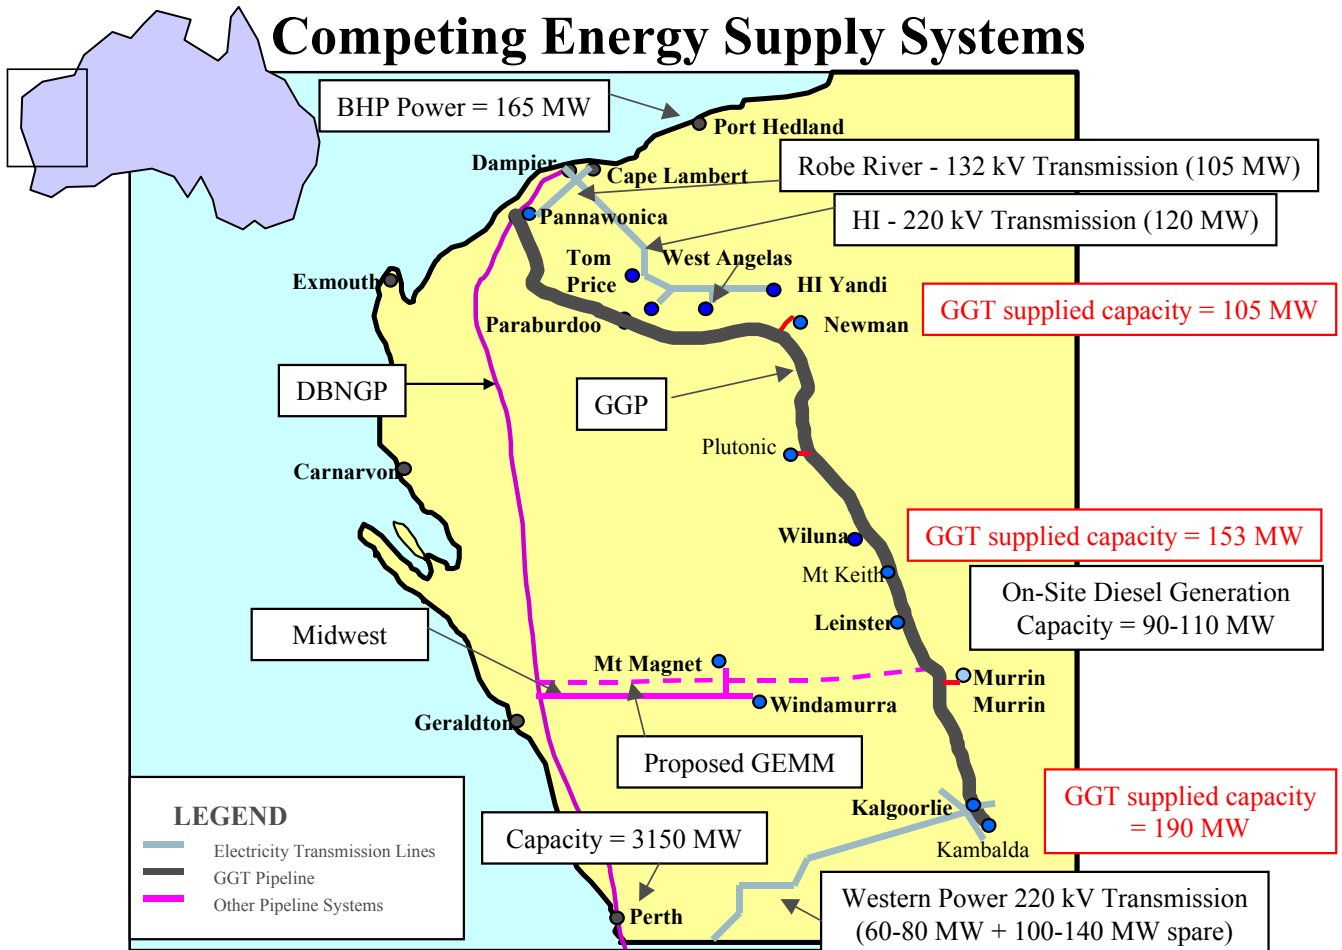 Competing Energy Supply Systems
BHP Power = 165 MW
Port Hedland
Dampier
Cape Lambert
Robe River - 132 kV Transmission (105 MW)
Pannawonica
HI - 220 kV Transmission (120 MW)
Tom
Price
West Angelas
Exmouth
HI Yandi
GGT supplied capacity = 105 MW
Paraburdoo
Newman
DBNGP
GGP
Plutonic
Carnarvon
GGT supplied capacity = 153 MW
Wiluna
Mt Keith
On-Site Diesel Generation
Capacity = 90-110 MW
Leinster
Midwest
Mt Magnet
Murrin
Murrin
Windamurra
Geraldton
Proposed GEMM
GGT supplied capacity
= 190 MW
Kalgoorlie
Kambalda
LEGEND
Electricity Transmission Lines
GGT Pipeline
Other Pipeline Systems
Capacity = 3150 MW
Perth
Western Power 220 kV Transmission
(60-80 MW + 100-140 MW spare)